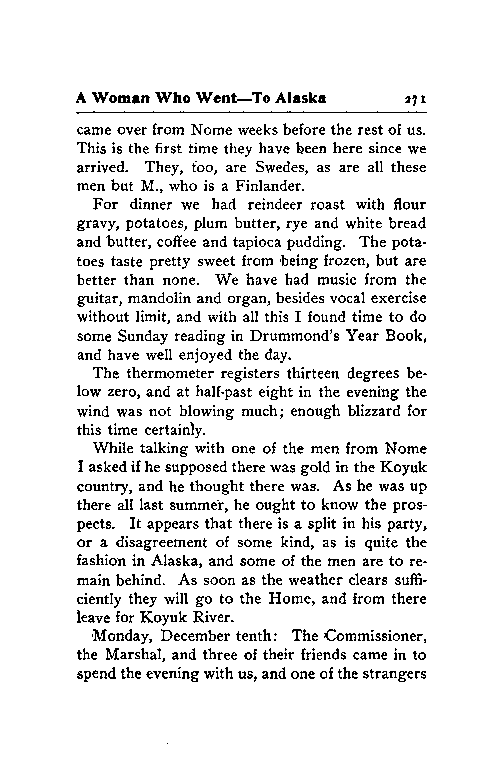 A Woman Who Went—To Alaska 271
came over from Nome weeks before the rest of us.
This is the first time they have been here since we
arrived. They, too, are Swedes, as are all these
men but M., who is a Finlander.
For dinner we had reindeer roast with flour
gravy, potatoes, plum butter, rye and white bread
and butter, coffee and tapioca pudding. The pota-
toes taste pretty sweet from being frozen, but are
better than none. We have had music from the
guitar, mandolin and organ, besides vocal exercise
without limit, and with all this I found time to do
some Sunday reading in Drummond's Year Book,
and have well enjoyed the day.
The thermometer registers thirteen degrees be-
low zero, and at half-past eight in the evening the
wind was not blowing much; enough blizzard for
this time certainly.
While talking with one of the men from Nome
I asked if he supposed there was gold in the Koyuk
country, and he thought there was. As he was up
there all last summer, he ought to know the pros-
pects. It appears that there is a split in his party,
or a disagreement of some kind, as is quite the
fashion in Alaska, and some of the men are to re-
main behind. As soon as the weather clears suffi-
ciently they will go to the Home, and from there
leave for Koyuk River.
Monday, December tenth: The Commissioner,
the Marshal, and three of their friends came in to
spend the evening with us, and one of the strangers